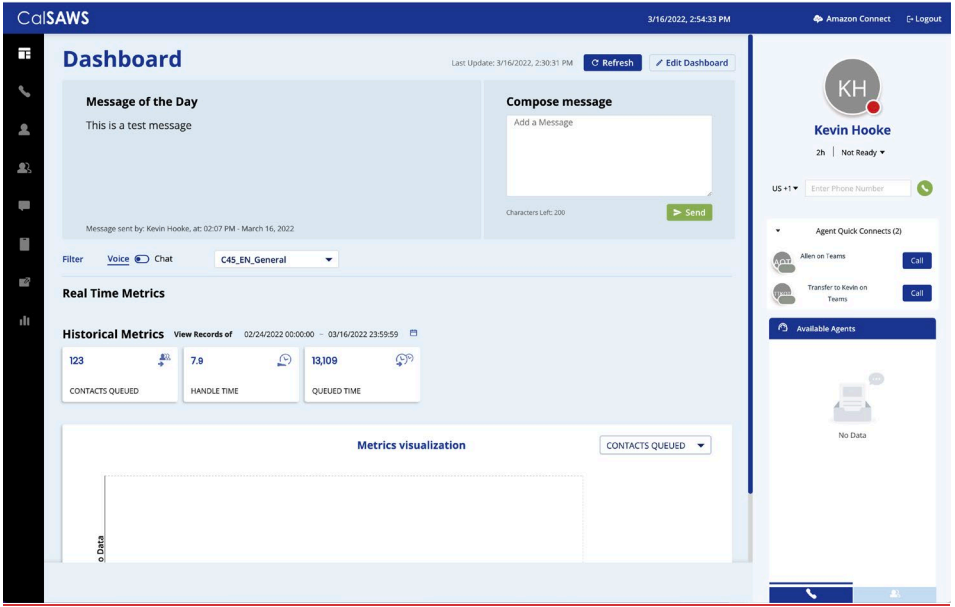 CalSAWS
3/16/2022, 2:54:33 PM
Amazon Connect
Logout
Dashboard
Last Update: 3/16/2022, 2:30:31 PM
Refresh
Edit Dashboard
Message of the Day
This is a test message
Message sent by: Kevin Hooke, at: 02:07 PM - March 16, 2022
Compose message
Add a Message
Characters Left: 200
Send
Filter
Voice
Chat
C45_EN_General
Real Time Metrics
Historical Metrics
View Records of
02/24/2022 00:00:00 – 03/16/2022 23:59:59
123
CONTACTS QUEUED
7.9
HANDLE TIME
13,109
QUEUED TIME
Metrics visualization
CONTACTS QUEUED
o Data
KH
Kevin Hooke
2h
Not Ready
US +1
Enter Phone Number
Agent Quick Connects (2)
Allen on Teams
Call
Transfer to Kevin on
Teams
Call
Available Agents
No Data